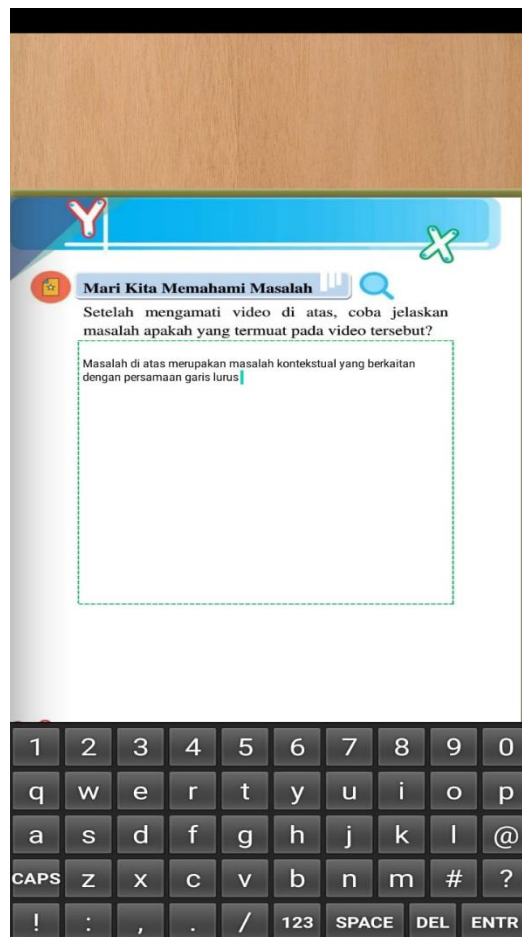 Y
X
Mari Kita Memahami Masalah
Setelah mengamati video di atas, coba jelaskan
masalah apakah yang termuat pada video tersebut?
Masalah di atas merupakan masalah kontekstual yang berkaitan
dengan persamaan garis lurus
1 2 3 4 5 6 7 8 9 0
q w e r t y u i o p
a s d f g h j k l @
CAPS z x c v b n m # ?
! : , . / 123 SPACE DEL ENTR